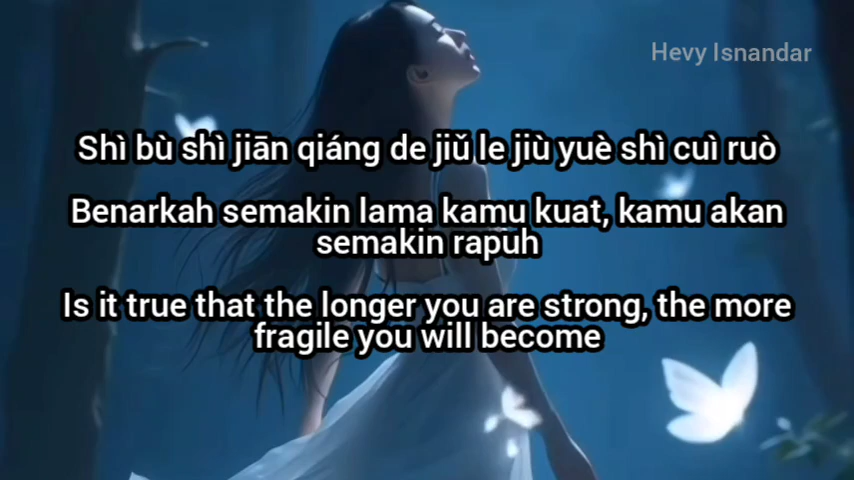 Hevy Isnandar
Shì bù shì jiān qiáng de jiǔ le jiù yuè shì cuì ruò
Benarkah semakin lama kamu kuat, kamu akan
semakin rapuh
Is it true that the longer you are strong, the more
fragile you will become